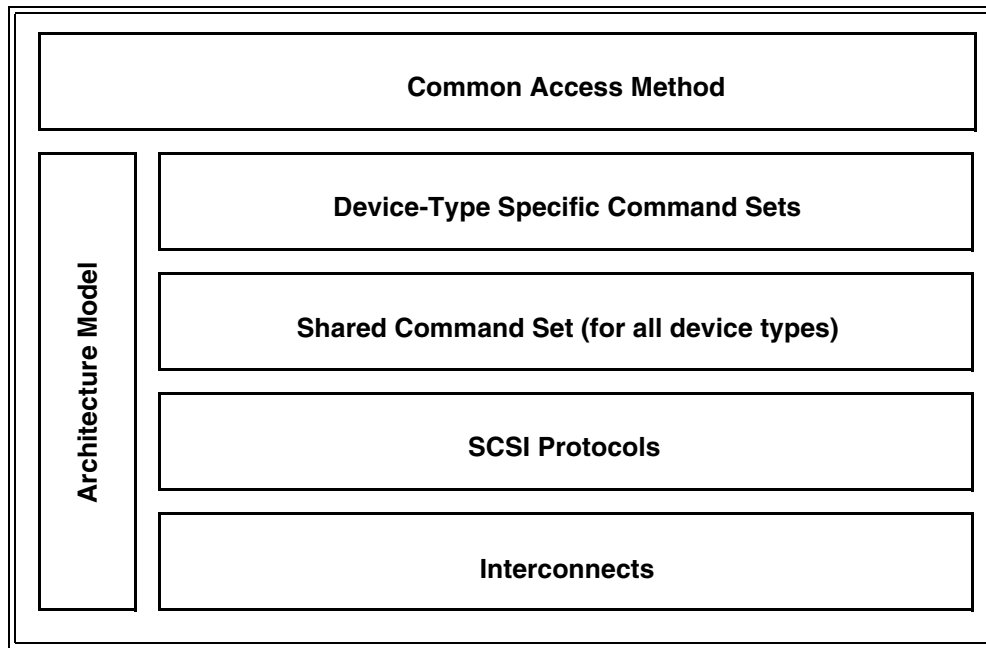 Common Access Method
Architecture Model
Device-Type Specific Command Sets
Shared Command Set (for all device types)
SCSI Protocols
Interconnects